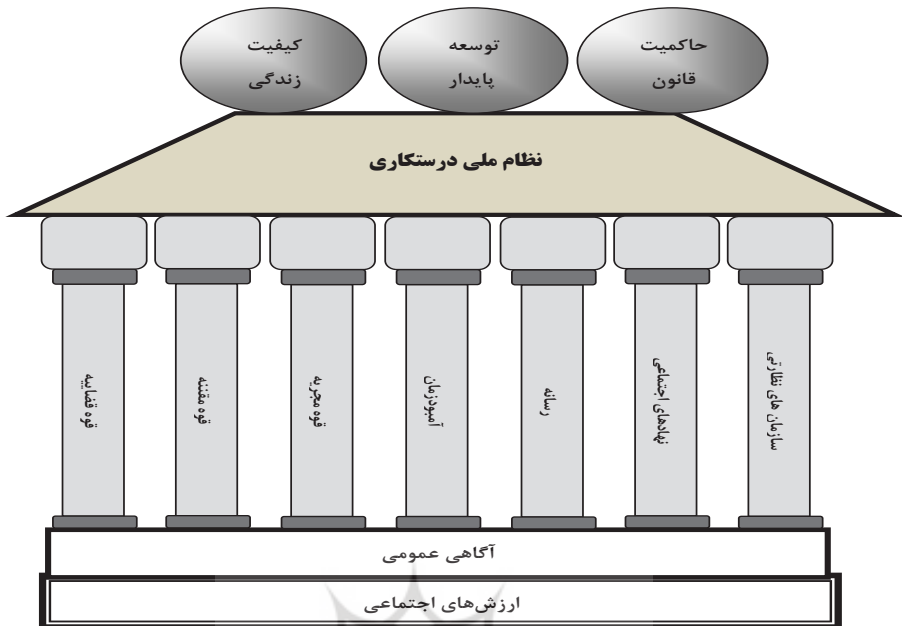 حاکمیت
قانون
توسعه
پایدار
کیفیت
زندگی
نظام ملی درستکاری
سازمان های نظارتی
نهادهای اجتماعی
رسانه
آمبودزمان
قوه مجریه
قوه مقننه
قوه قضاییه
آگاهی عمومی
ارزش‌های اجتماعی